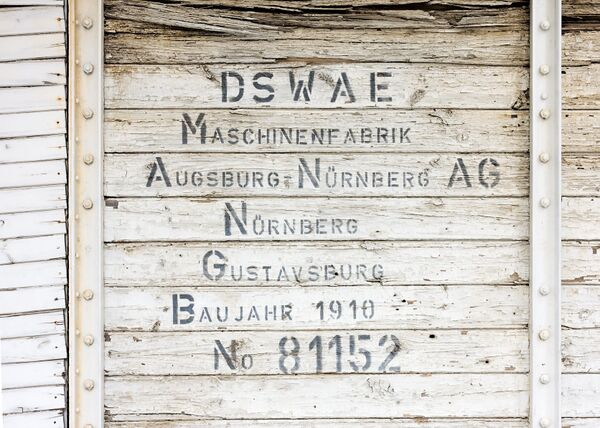 DSWAE
MASCHINENFABRIK
AUGSBURG-NÜRNBERG AG
NÜRNBERG
GUSTAVSBURG
BAUJAHR 1910
No 81152